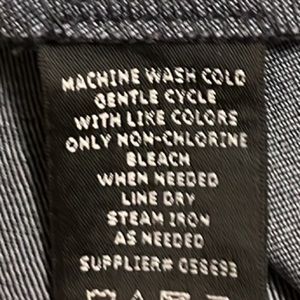 MACHINE WASH COLD
GENTLE CYCLE
WITH LIKE COLORS
ONLY NON-CHLORINE
BLEACH
WHEN NEEDED
LINE DRY
STEAM IRON
AS NEEDED
SUPPLIER# 058693